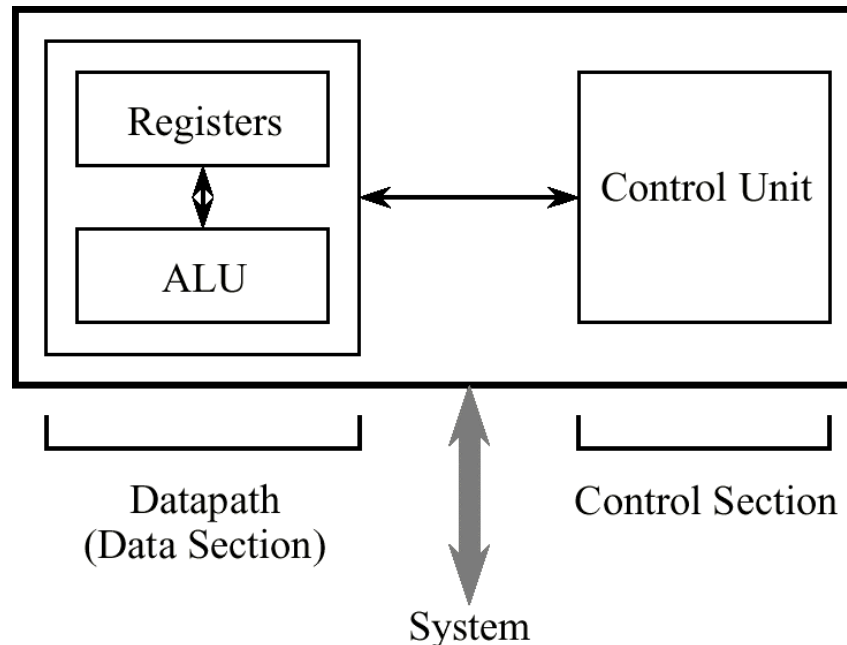 Registers
ALU
Control Unit
Datapath
(Data Section)
Control Section
System